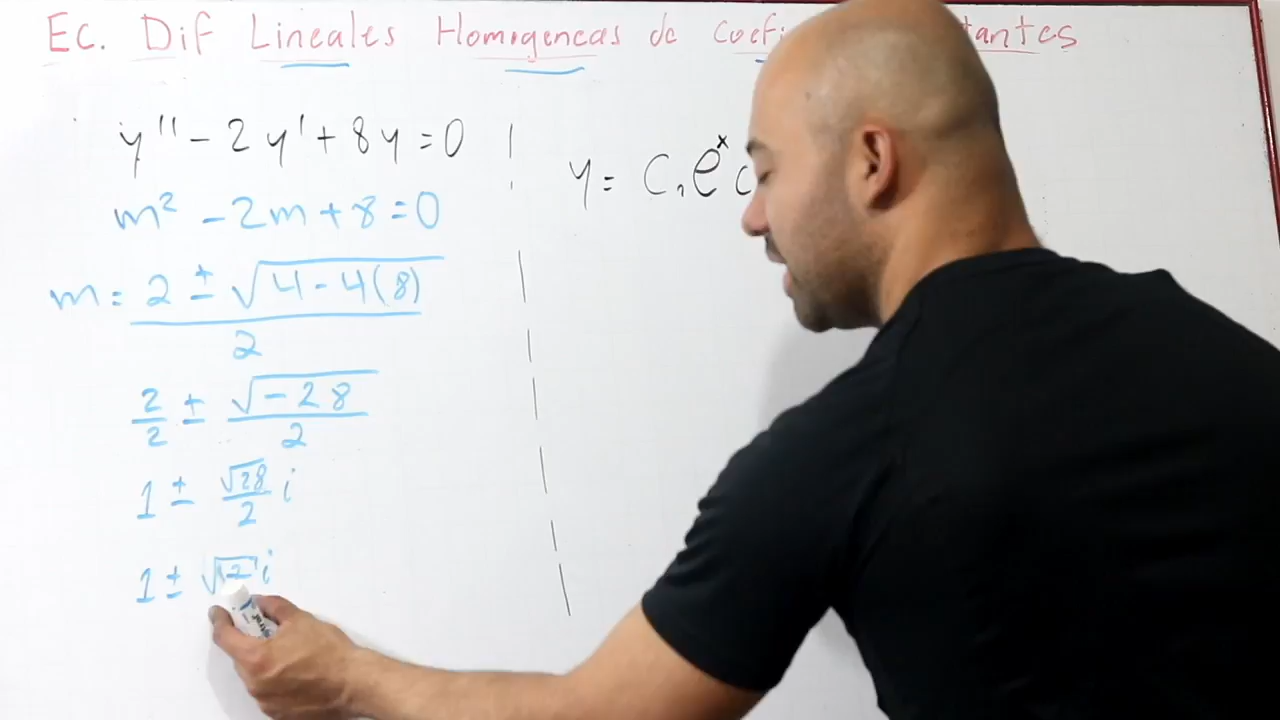 Ec. Dif Lineales Homogeneas de
y'' - 2y' + 8y = 0
m² - 2m + 8 = 0
m = 2 ± √4 - 4(8)
2
2/2 ± √-28/2
1 ± √28/2 i
1 ± √ i
y = C₁eˣ